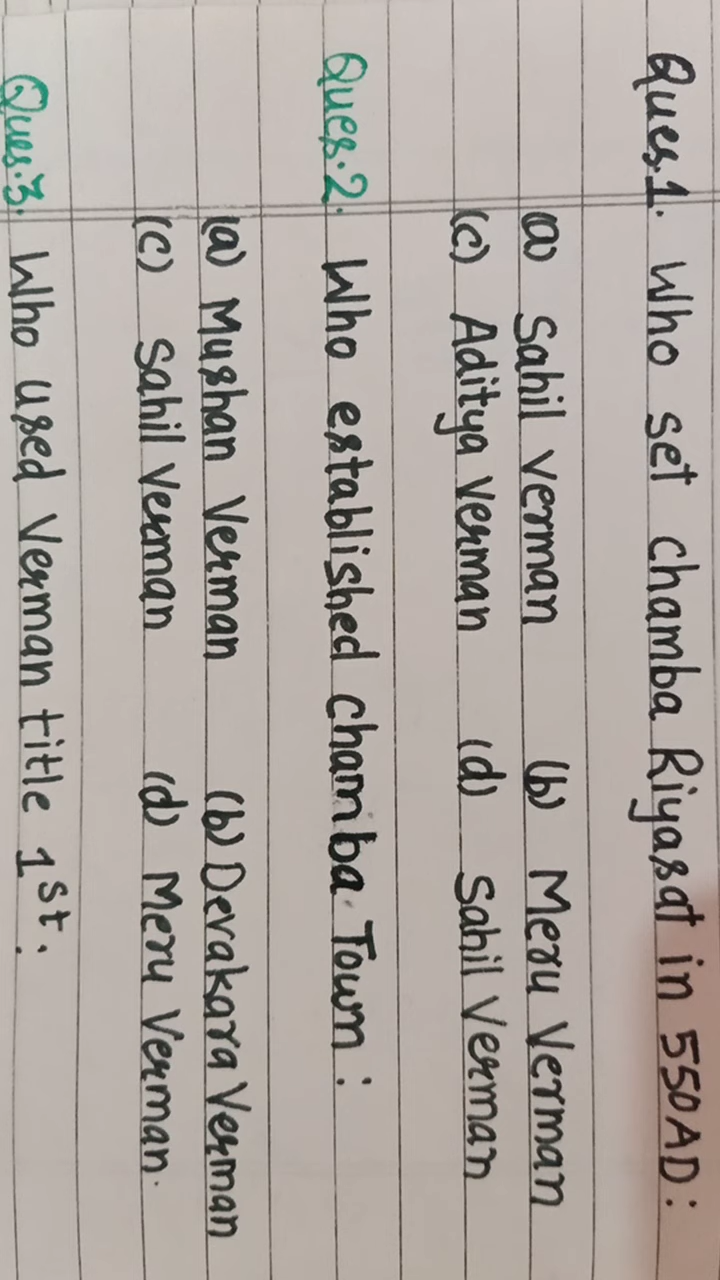 Ques.1. Who set chamba Riyasat in 550AD:
(a) Sahil verman (b) Meru Verman
(c) Aditya Verman (d) Sahil Verman
Ques.2. Who established chamba Town:
(a) Mushan Verman (b) Devakara Verman
(c) Sahil Verman (d) Meru Verman.
Ques.3. Who used Verman title 1st: